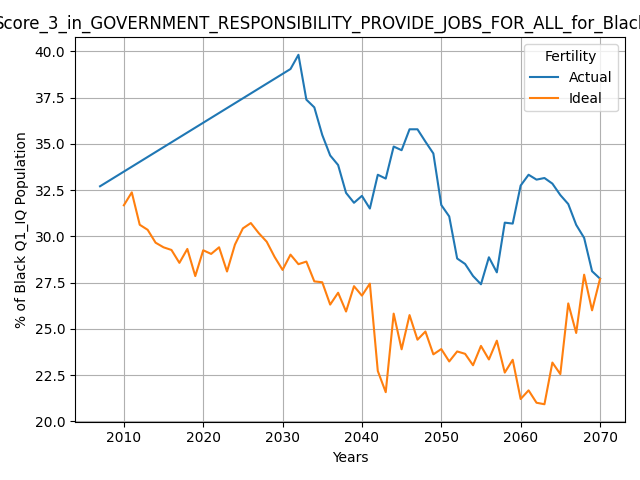 Score_3_in_GOVERNMENT_RESPONSIBILITY_PROVIDE_JOBS_FOR_ALL_for_Black
Fertility
Actual
Ideal
% of Black Q1_IQ Population
40.0
37.5
35.0
32.5
30.0
27.5
25.0
22.5
20.0
2010 2020 2030 2040 2050 2060 2070
Years